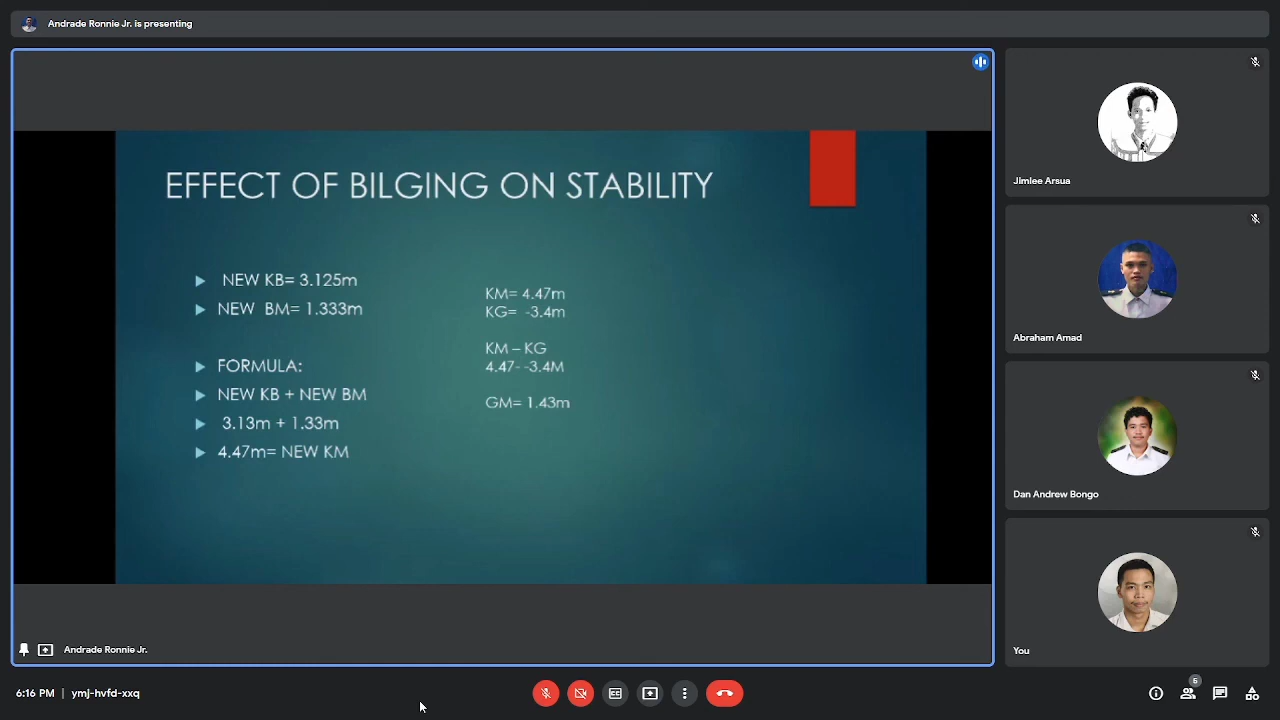 Andrade Ronnie Jr. is presenting
EFFECT OF BILGING ON STABILITY
NEW KB= 3.125m
NEW BM= 1.333m
FORMULA:
NEW KB + NEW BM
3.13m + 1.33m
4.47m= NEW KM
KM= 4.47m
KG= -3.4m
KM – KG
4.47- -3.4M
GM= 1.43m
Jimlee Arsua
Abraham Amad
Dan Andrew Bongo
You
Andrade Ronnie Jr.
6:16 PM | ymj-hvfd-xxq
5